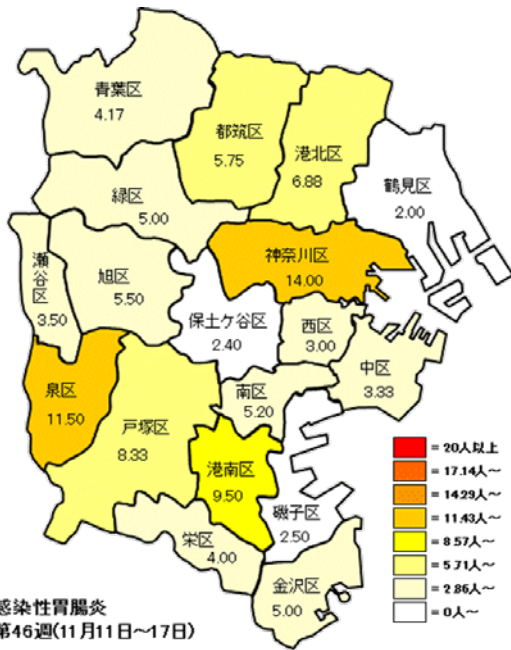 青葉区
4.17
都筑区
5.75
港北区
6.88
鶴見区
2.00
緑区
5.00
神奈川区
14.00
瀬谷区
3.50
旭区
5.50
保土ケ谷区
2.40
西区
3.00
中区
3.33
泉区
11.50
戸塚区
8.33
南区
5.20
港南区
9.50
磯子区
2.50
栄区
4.00
金沢区
5.00
= 20人以上
= 17.14人～
= 14.29人～
= 11.43人～
= 8.57人～
= 5.71人～
= 2.86人～
= 0人～
感染性胃腸炎
第46週(11月11日～17日)